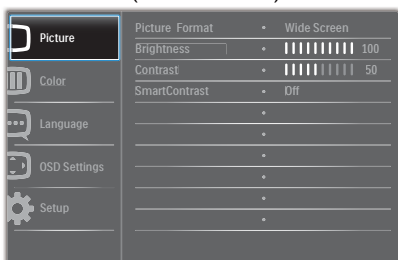 Picture
Color
Language
OSD Settings
Setup
Picture Format • Wide Screen
Brightness • 100
Contrast • 50
SmartContrast • Off